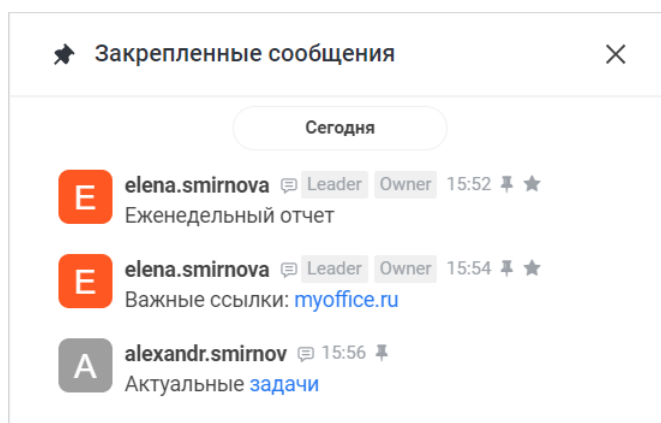 Закрепленные сообщения
Сегодня
E elena.smirnova Leader Owner 15:52
Еженедельный отчет
E elena.smirnova Leader Owner 15:54
Важные ссылки: myoffice.ru
A alexandr.smirnov 15:56
Актуальные задачи